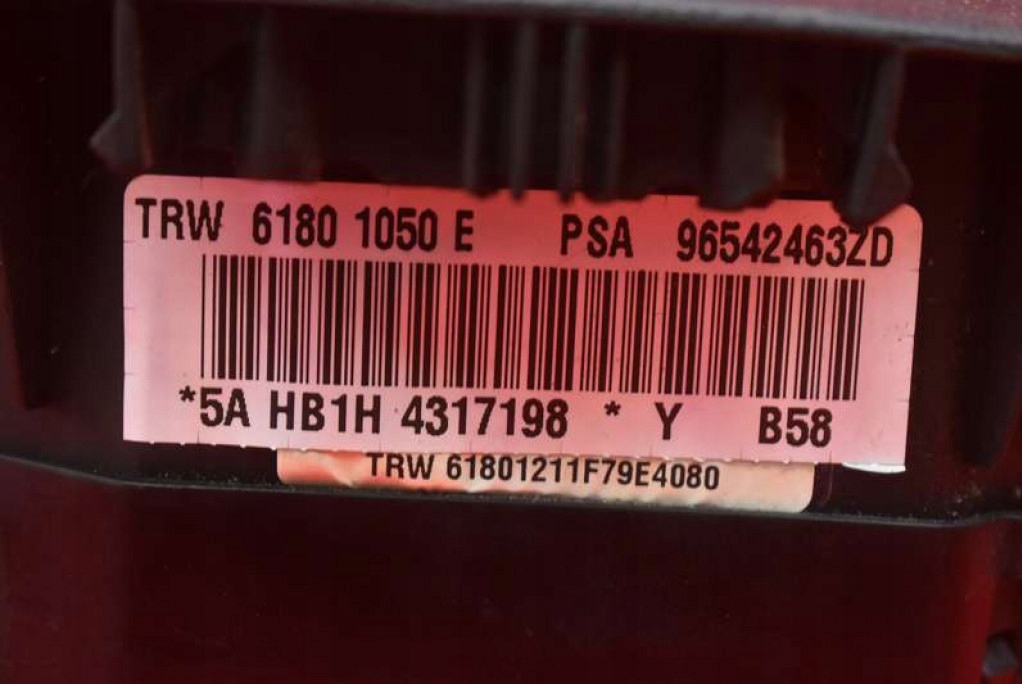 TRW 6180 1050 E PSA 96542463ZD
*5A HB1H 4317198 * Y B58
TRW 61801211F79E4080